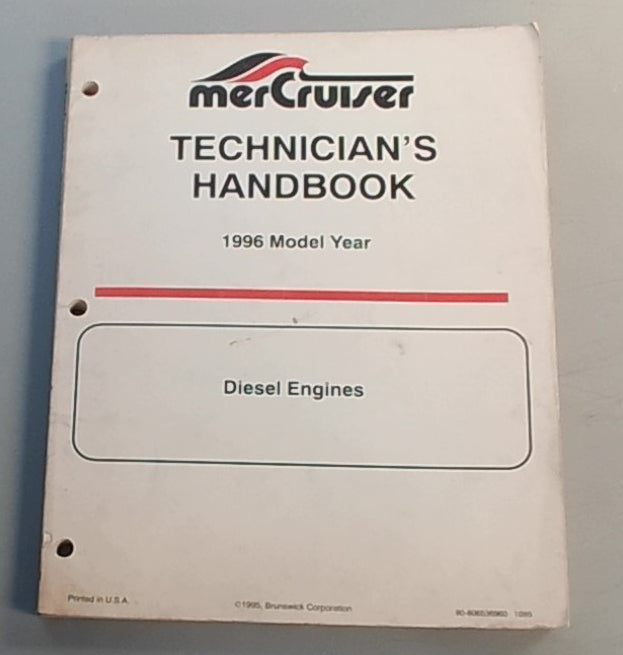 merCruiser
TECHNICIAN'S
HANDBOOK
1996 Model Year
Diesel Engines
Printed in U.S.A.
©1995, Brunswick Corporation